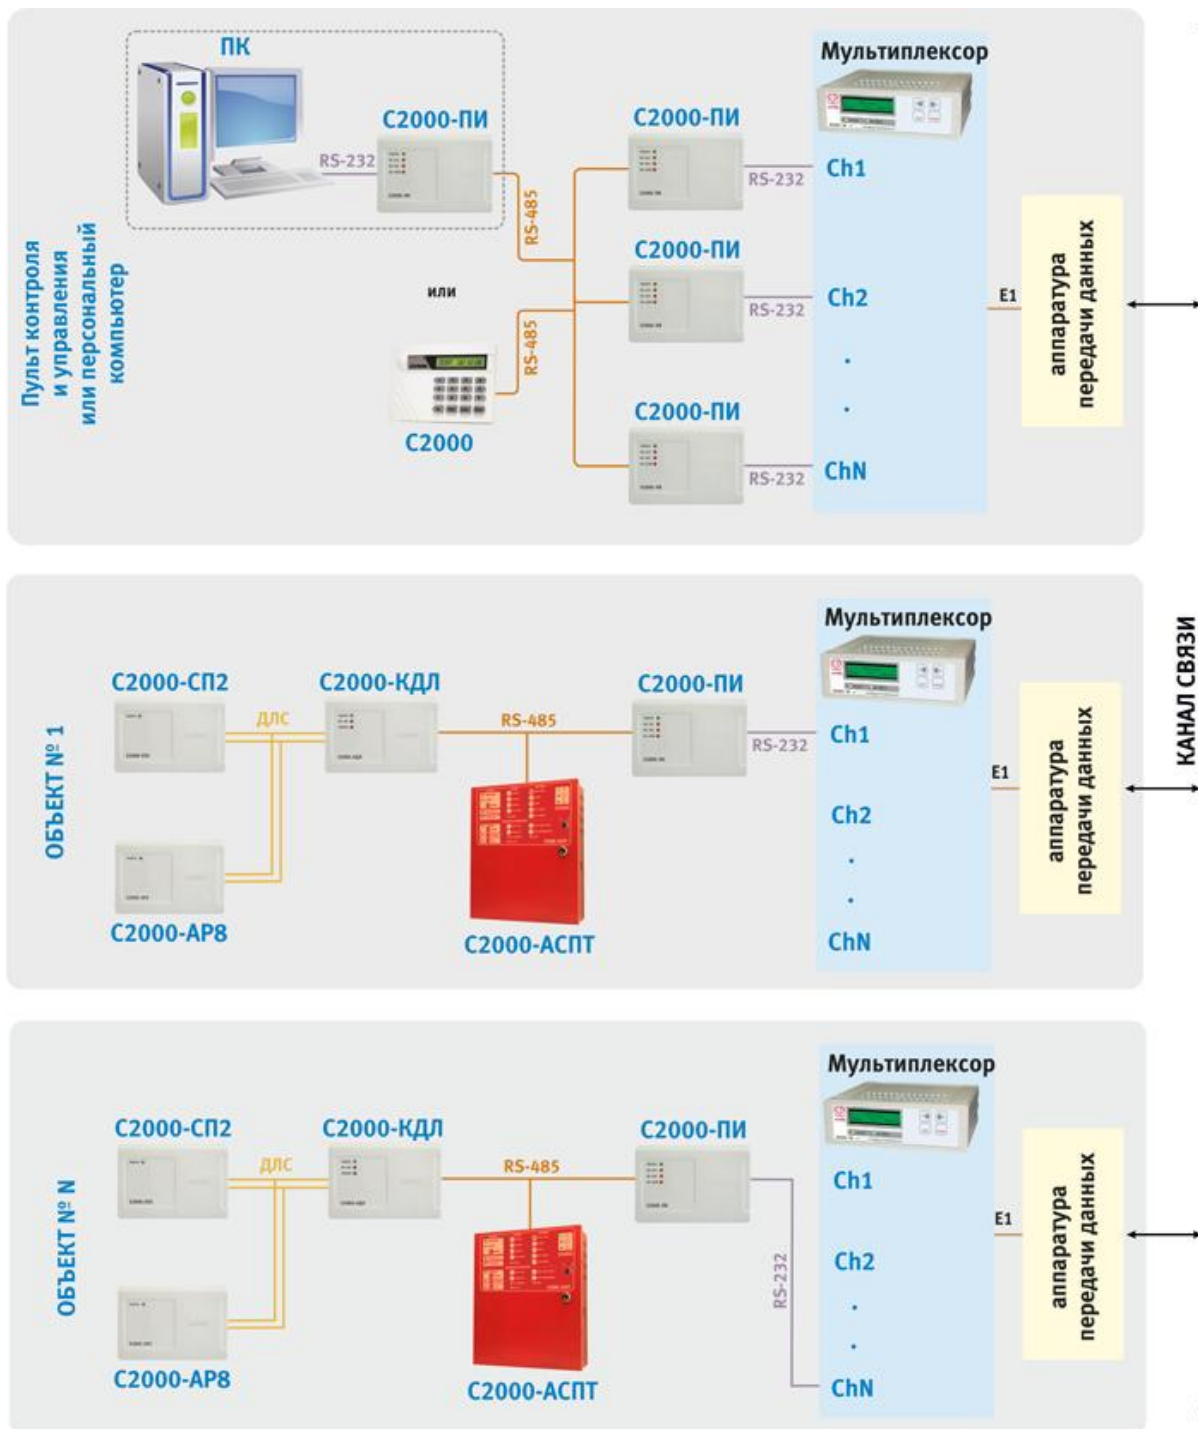 ПК
С2000-ПИ
RS-232
RS-485
Пульт контроля
и управления
или персональный
компьютер
или
RS-485
С2000
С2000-ПИ
RS-232
С2000-ПИ
RS-232
С2000-ПИ
RS-232
Мультиплексор
Ch1
Ch2
.
.
ChN
E1
аппаратура
передачи данных
КАНАЛ СВЯЗИ
ОБЪЕКТ № 1
С2000-СП2
ДЛС
С2000-КДЛ
RS-485
С2000-ПИ
RS-232
С2000-АР8
С2000-АСПТ
Мультиплексор
Ch1
Ch2
.
.
ChN
E1
аппаратура
передачи данных
ОБЪЕКТ № N
С2000-СП2
ДЛС
С2000-КДЛ
RS-485
С2000-ПИ
RS-232
С2000-АР8
С2000-АСПТ
Мультиплексор
Ch1
Ch2
.
.
ChN
E1
аппаратура
передачи данных